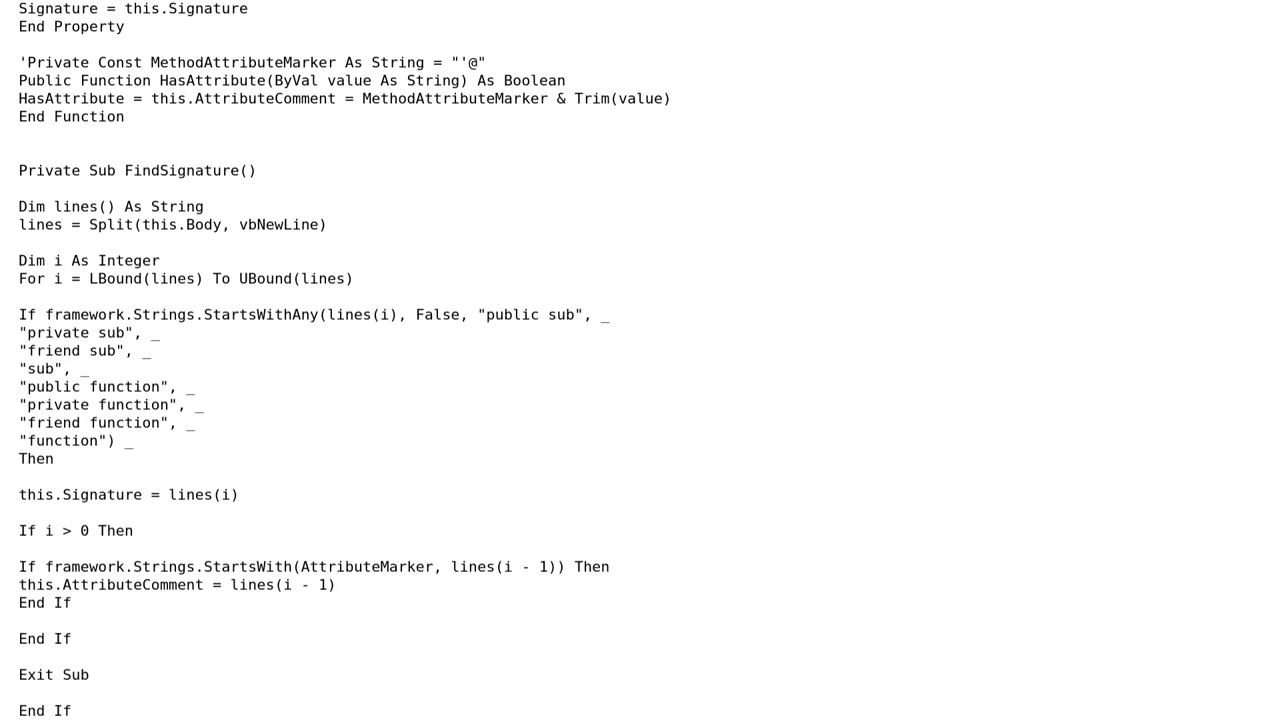 Signature = this.Signature
End Property
'Private Const MethodAttributeMarker As String = "'@"
Public Function HasAttribute(ByVal value As String) As Boolean
HasAttribute = this.AttributeComment = MethodAttributeMarker & Trim(value)
End Function
Private Sub FindSignature()
Dim lines() As String
lines = Split(this.Body, vbNewLine)
Dim i As Integer
For i = LBound(lines) To UBound(lines)
If framework.Strings.StartsWithAny(lines(i), False, "public sub", _
"private sub", _
"friend sub", _
"sub", _
"public function", _
"private function", _
"friend function", _
"function") _
Then
this.Signature = lines(i)
If i > 0 Then
If framework.Strings.StartsWith(AttributeMarker, lines(i - 1)) Then
this.AttributeComment = lines(i - 1)
End If
End If
Exit Sub
End If